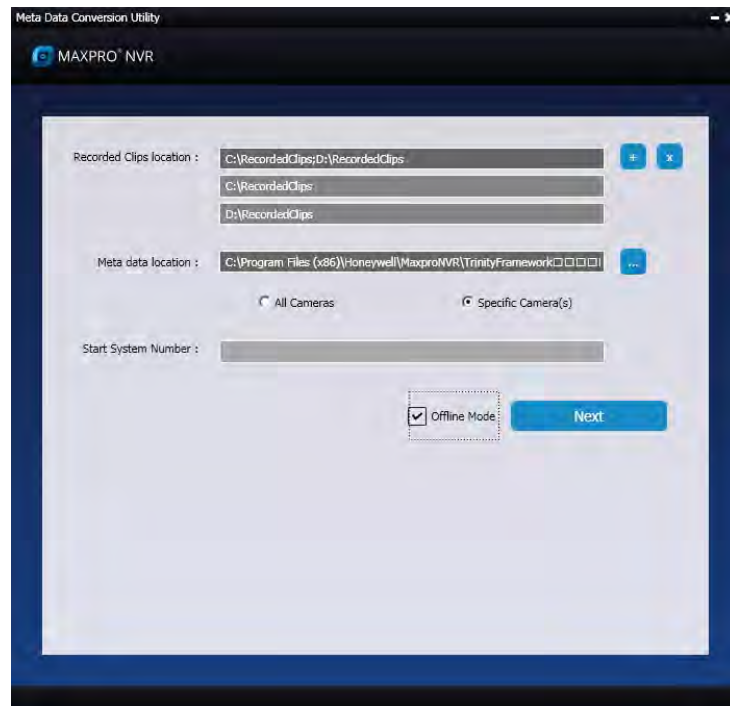 Meta Data Conversion Utility
MAXPRO® NVR
Recorded Clips location : C:\RecordedClips;D:\RecordedClips + x
C:\RecordedClips
D:\RecordedClips
Meta data location : C:\Program Files (x86)\Honeywell\MaxproNVR\TrinityFramework□□□□ ...
All Cameras Specific Camera(s)
Start System Number :
Offline Mode Next